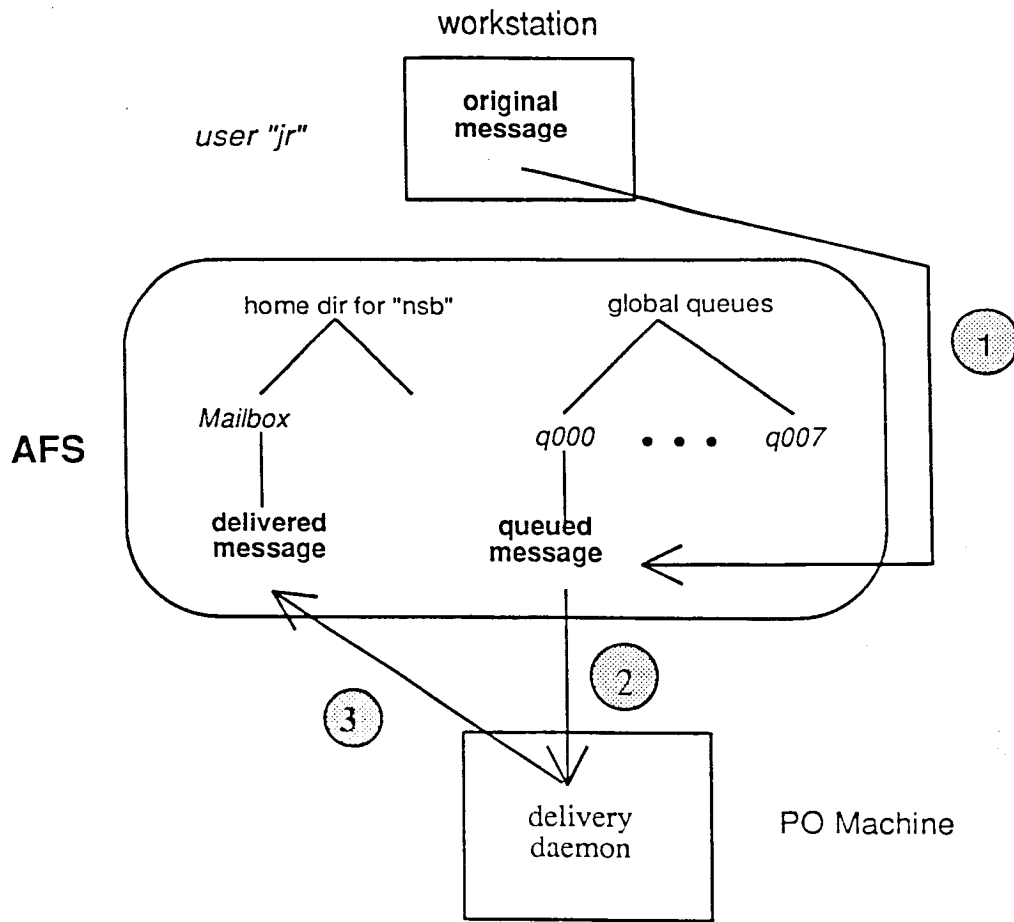 workstation
original
message
user "jr"
home dir for "nsb"
global queues
1
Mailbox
q000
• • •
q007
AFS
delivered
message
queued
message
2
3
delivery
daemon
PO Machine